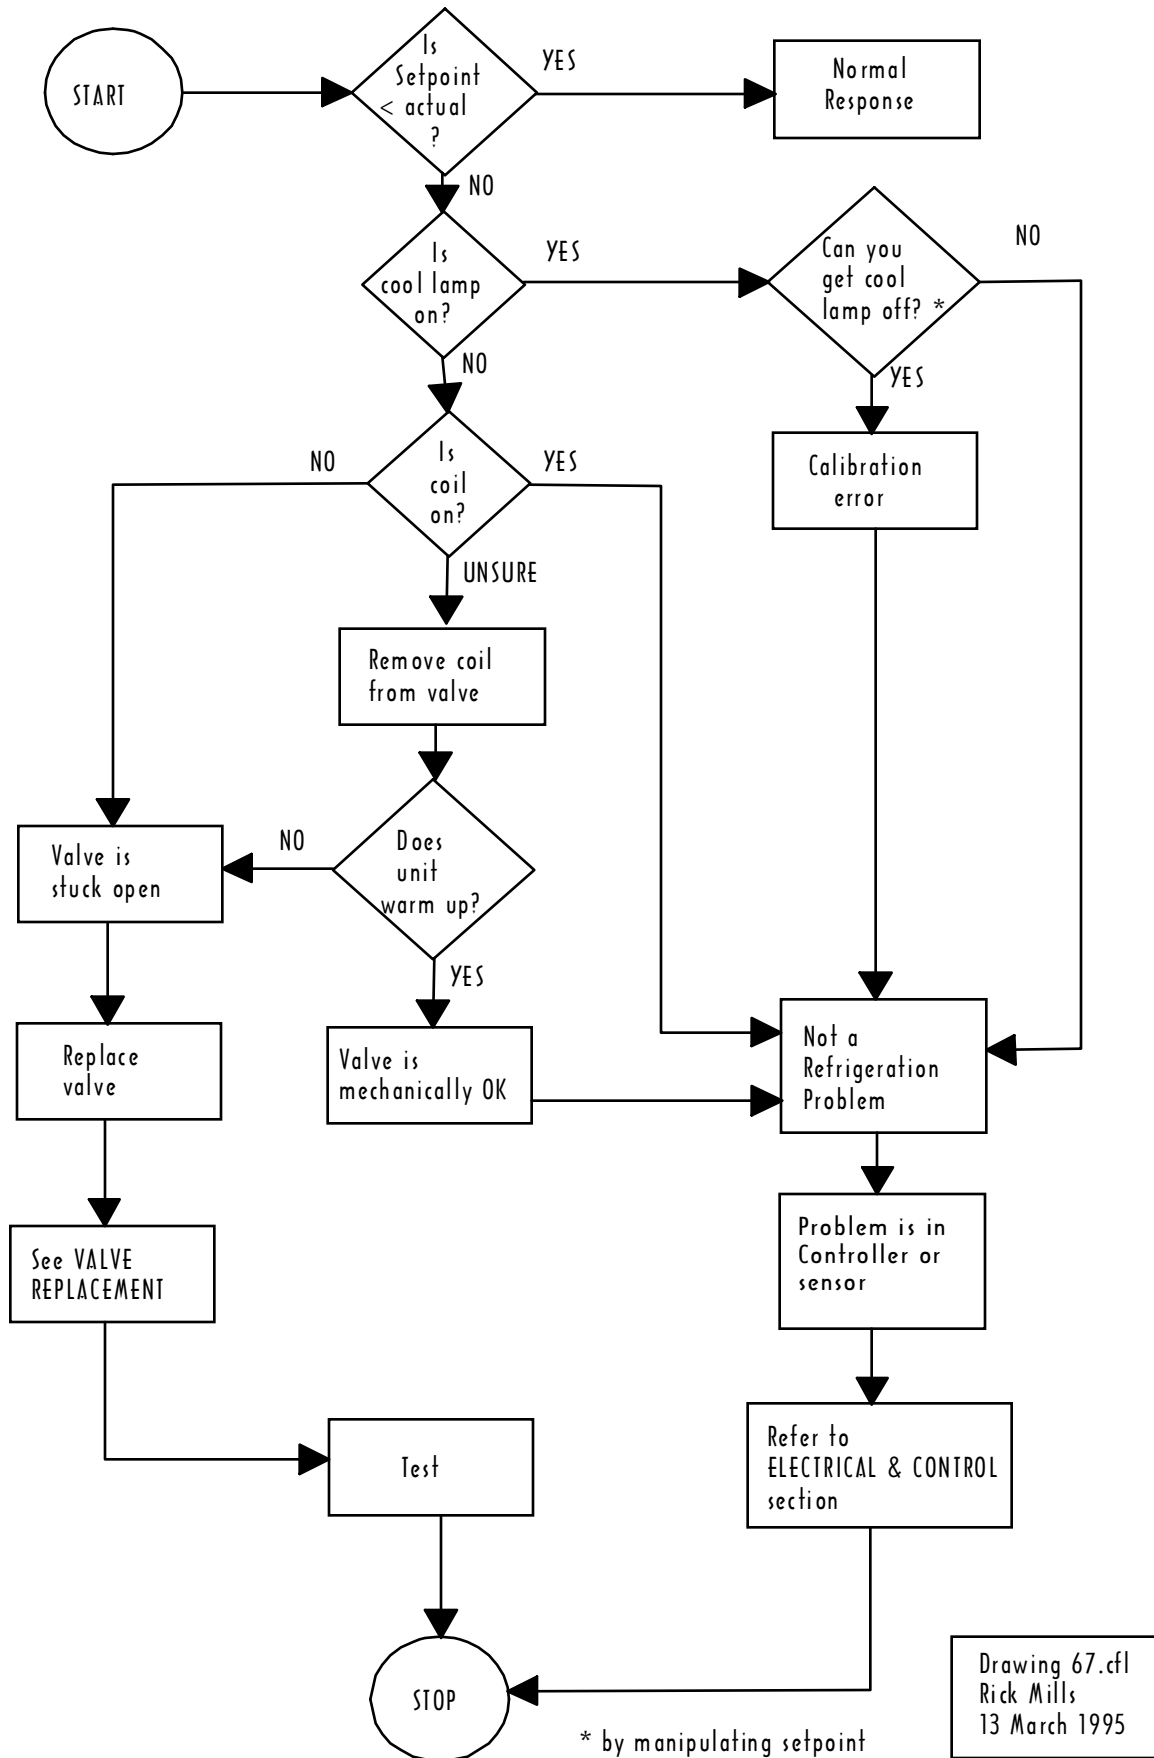 START
Is
Setpoint
< actual
?
YES
Normal
Response
NO
Is
cool lamp
on?
YES
Can you
get cool
lamp off? *
NO
NO
YES
Is
coil
on?
NO
YES
Calibration
error
UNSURE
Remove coil
from valve
Valve is
stuck open
NO
Does
unit
warm up?
YES
Replace
valve
Valve is
mechanically OK
Not a
Refrigeration
Problem
See VALVE
REPLACEMENT
Problem is in
Controller or
sensor
Test
Refer to
ELECTRICAL & CONTROL
section
STOP
* by manipulating setpoint
Drawing 67.cfl
Rick Mills
13 March 1995